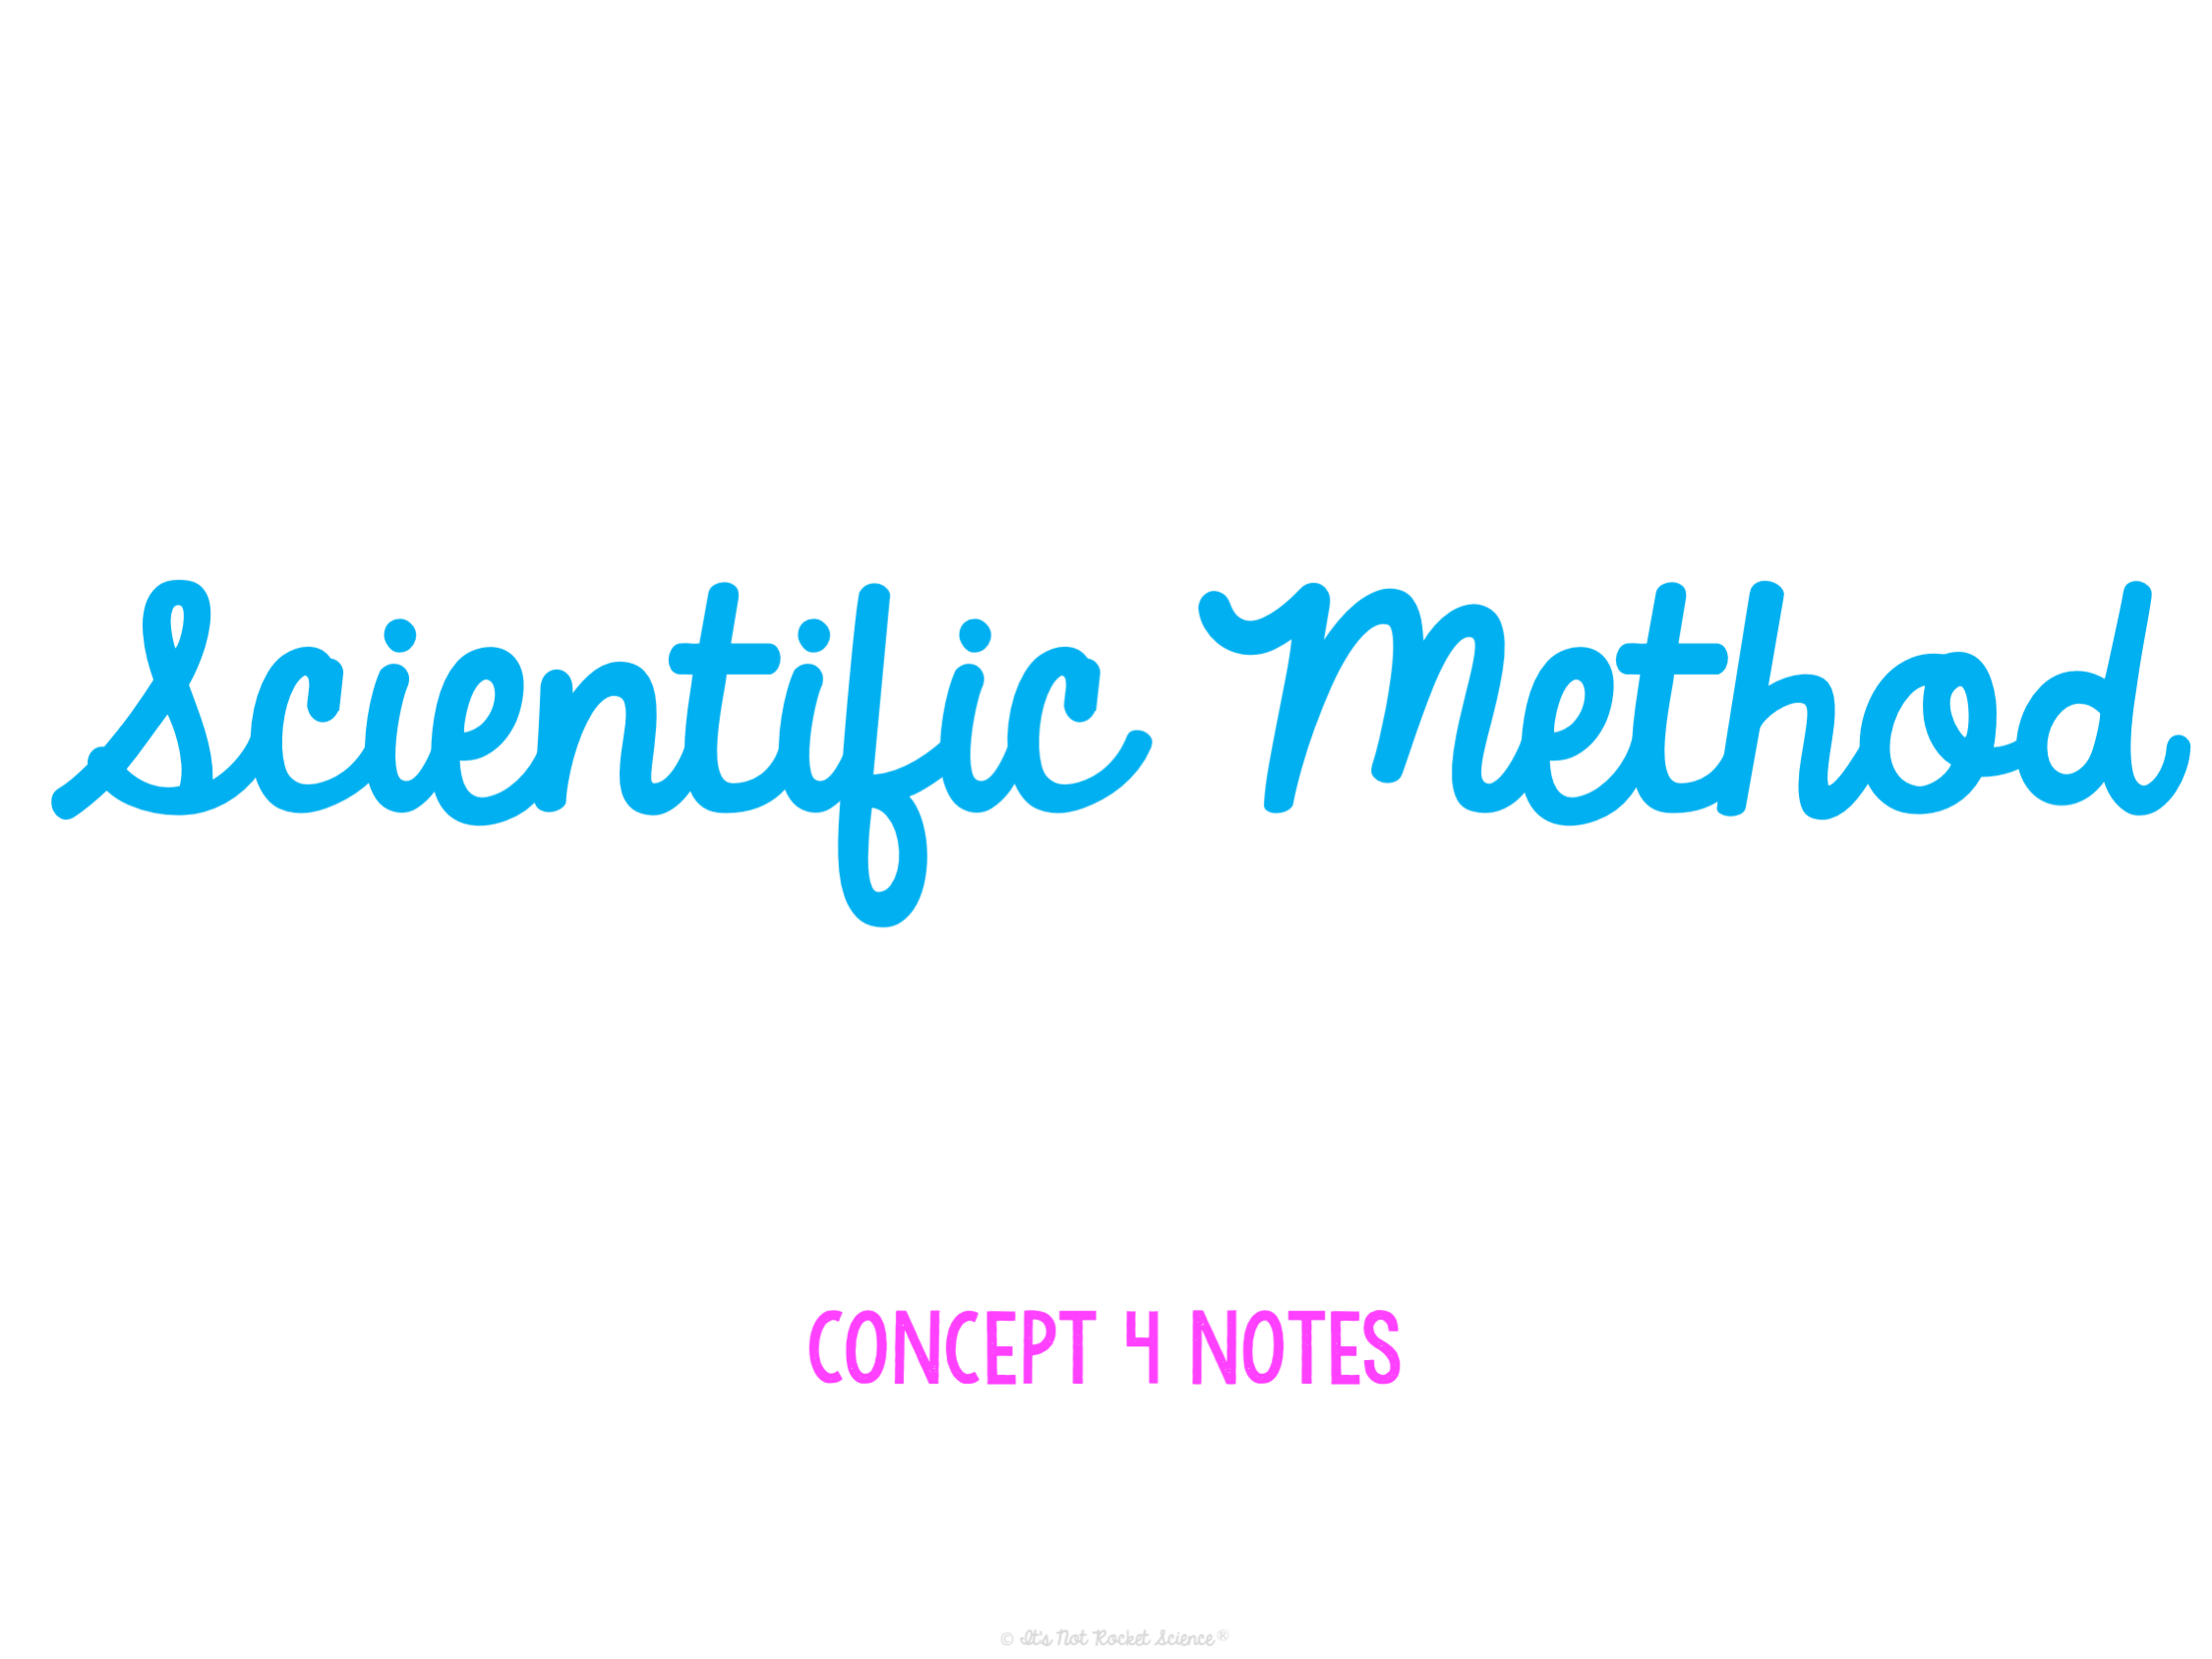 Scientific Method
CONCEPT 4 NOTES
© It's Not Rocket Science®